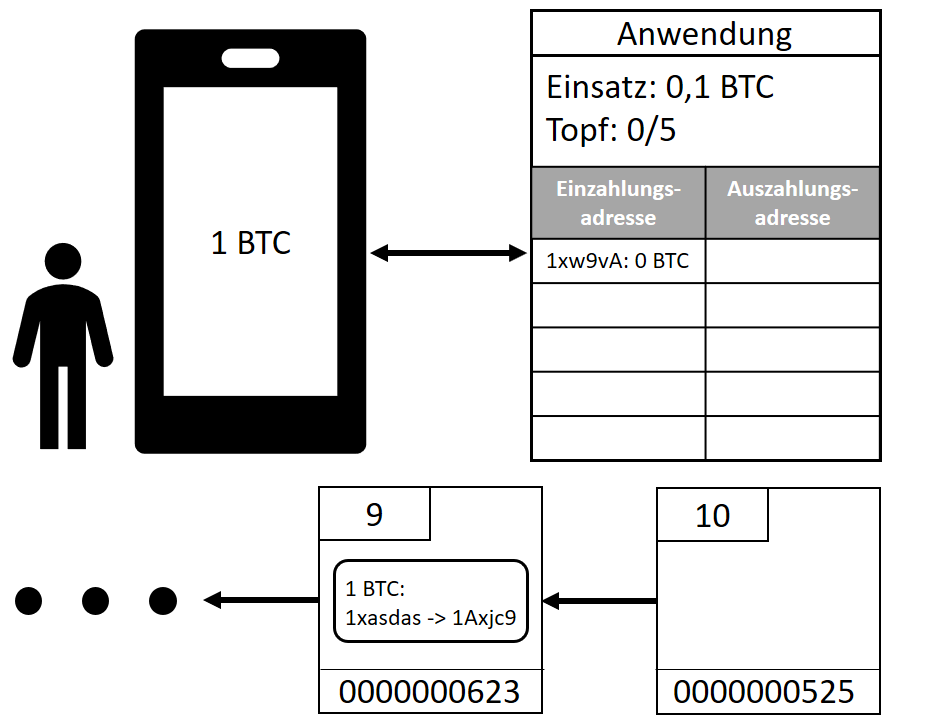 Anwendung
Einsatz: 0,1 BTC
Topf: 0/5
Einzahlungs-
adresse
Auszahlungs-
adresse
1xw9vA: 0 BTC
1 BTC
9
1 BTC:
1xasdas -> 1Axjc9
0000000623
10
0000000525